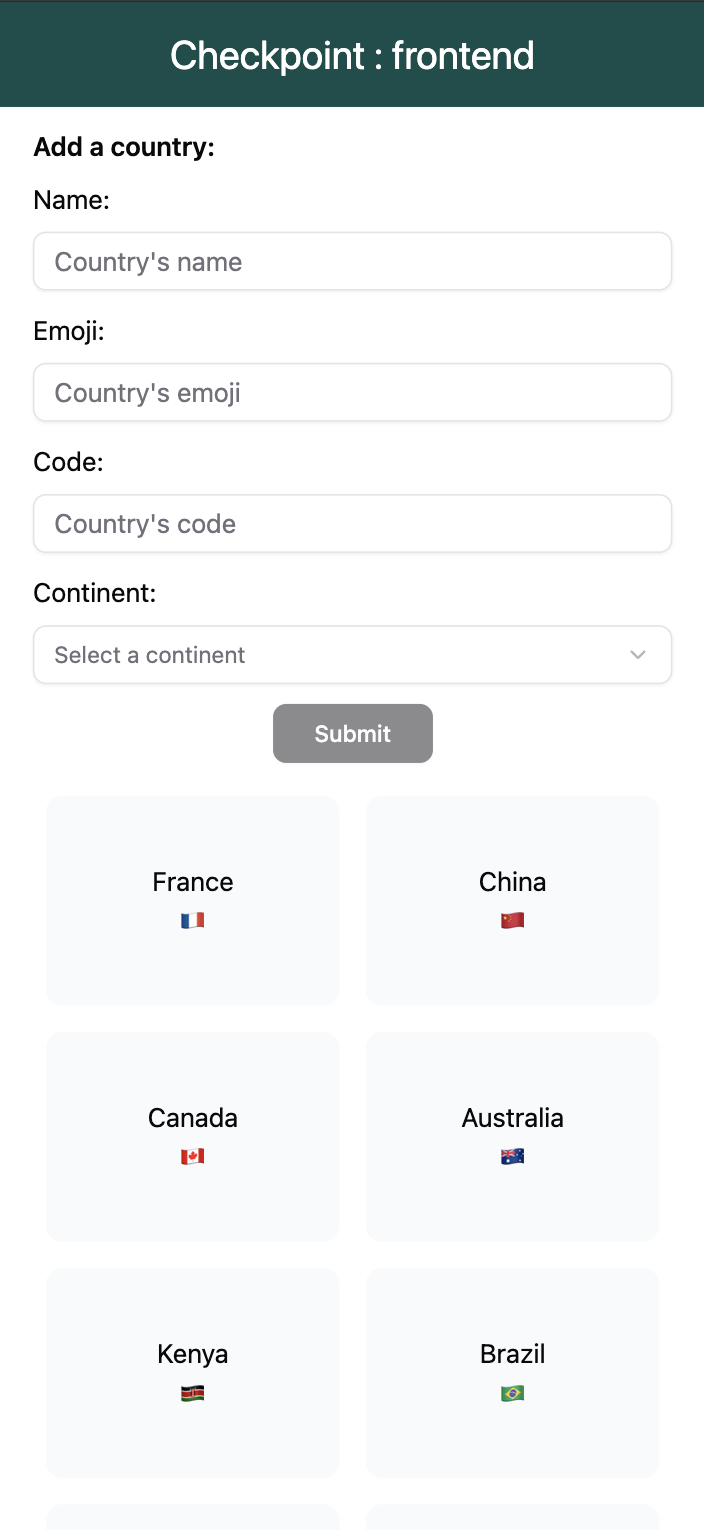 Checkpoint : frontend
Add a country:
Name:
Country's name
Emoji:
Country's emoji
Code:
Country's code
Continent:
Select a continent
Submit
France
China
Canada
Australia
Kenya
Brazil